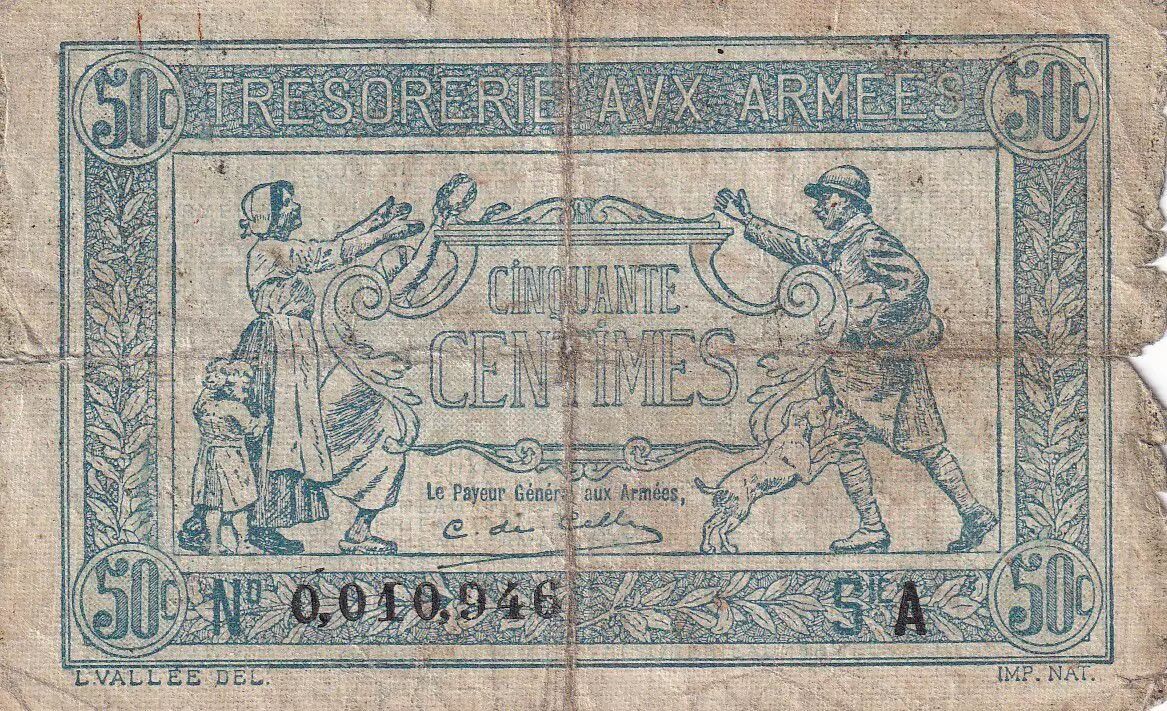 50c TRESORERIE AVX ARMEES 50c
CINQUANTE
CENTIMES
Le Payeur Général aux Armées,
50c No 0,010,946 SIE A 50c
L.VALLÉE DEL. IMP. NAT.